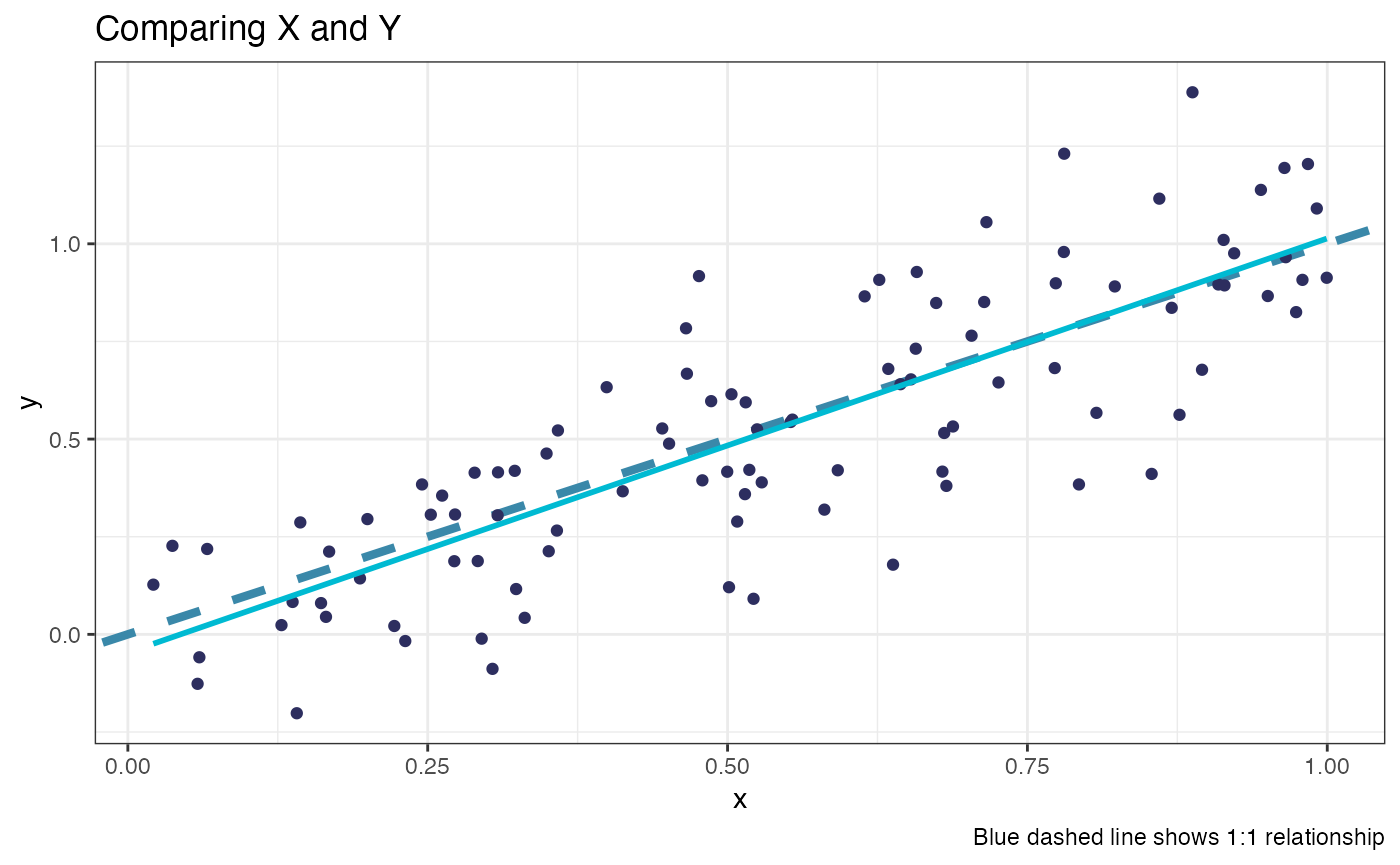 Comparing X and Y
y
1.0
0.5
0.0
0.00 0.25 0.50 0.75 1.00
x
Blue dashed line shows 1:1 relationship